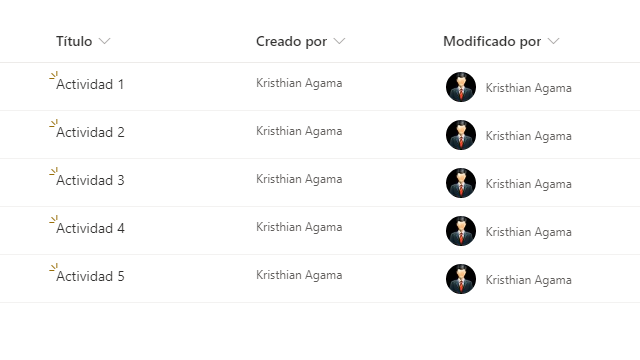 Título Creado por Modificado por
Actividad 1 Kristhian Agama Kristhian Agama
Actividad 2 Kristhian Agama Kristhian Agama
Actividad 3 Kristhian Agama Kristhian Agama
Actividad 4 Kristhian Agama Kristhian Agama
Actividad 5 Kristhian Agama Kristhian Agama